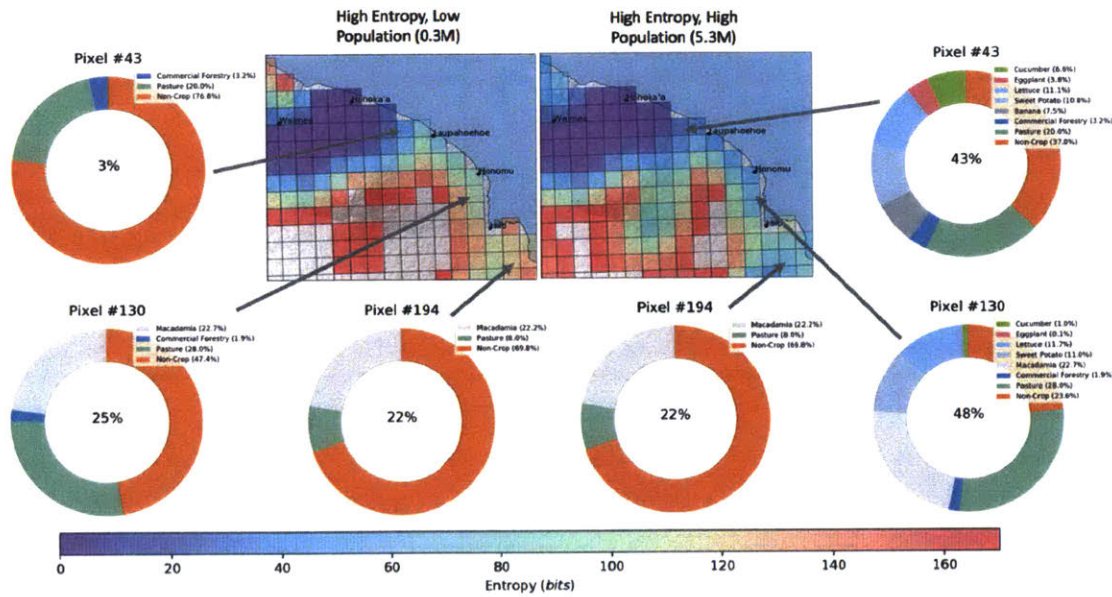 High Entropy, Low
Population (0.3M)
High Entropy, High
Population (5.3M)
Pixel #43
Commercial Forestry (3.2%)
Pasture (20.0%)
Non-Crop (76.8%)
3%
Honoka'a
Waimea
Laupahoehoe
Honomu
Hilo
Honoka'a
Waimea
Laupahoehoe
Honomu
Pixel #43
Cucumber (6.6%)
Eggplant (3.8%)
Lettuce (11.1%)
Sweet Potato (10.8%)
Banana (7.5%)
Commercial Forestry (3.2%)
Pasture (20.0%)
Non-Crop (37.0%)
43%
Pixel #130
Macadamia (22.7%)
Commercial Forestry (1.9%)
Pasture (28.0%)
Non-Crop (47.4%)
25%
Pixel #194
Macadamia (22.2%)
Pasture (8.0%)
Non-Crop (69.8%)
22%
Pixel #194
Macadamia (22.2%)
Pasture (8.0%)
Non-Crop (69.8%)
22%
Pixel #130
Cucumber (1.0%)
Eggplant (0.1%)
Lettuce (11.7%)
Sweet Potato (11.0%)
Macadamia (22.7%)
Commercial Forestry (1.9%)
Pasture (28.0%)
Non-Crop (23.6%)
48%
0 20 40 60 80 100 120 140 160
Entropy (bits)